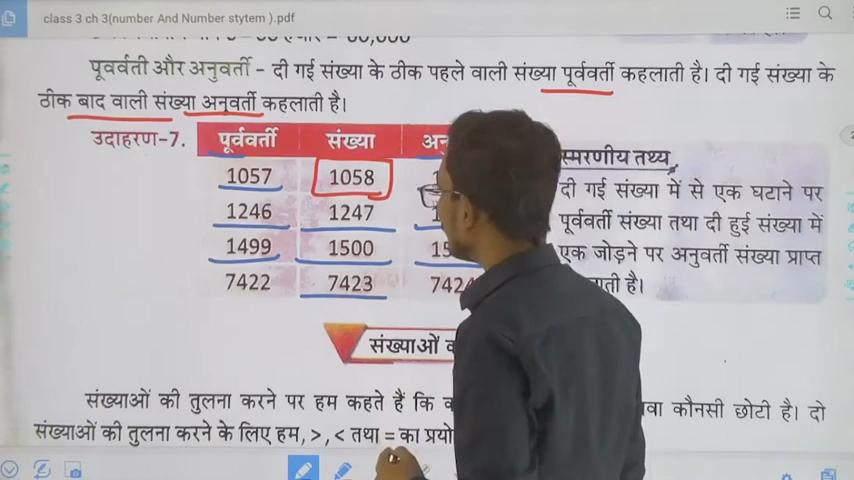 class 3 ch 3(number And Number stytem ).pdf
पूर्ववर्ती और अनुवर्ती - दी गई संख्या के ठीक पहले वाली संख्या पूर्ववर्ती कहलाती है। दी गई संख्या के
ठीक बाद वाली संख्या अनुवर्ती कहलाती है।
उदाहरण-7. पूर्ववर्ती संख्या
1057 1058
1246 1247
1499 1500
7422 7423 7424
स्मरणीय तथ्य
दी गई संख्या में से एक घटाने पर
पूर्ववर्ती संख्या तथा दी हुई संख्या में
एक जोड़ने पर अनुवर्ती संख्या प्राप्त
है।
संख्याओं
संख्याओं की तुलना करने पर हम कहते हैं कि कौनसी छोटी है। दो
संख्याओं की तुलना करने के लिए हम, >, < तथा = का